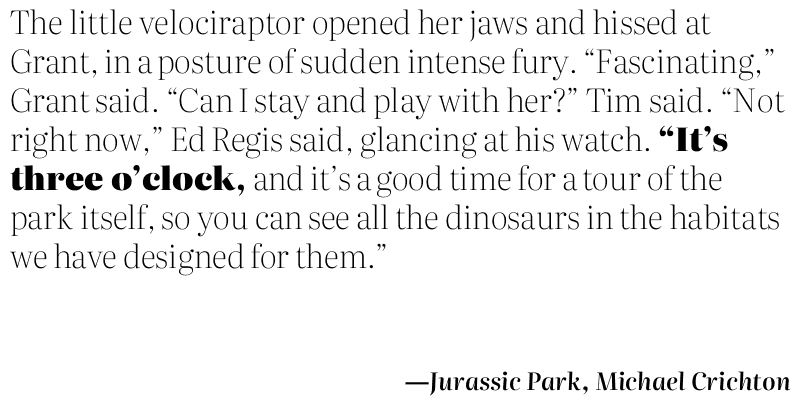 The little velociraptor opened her jaws and hissed at
Grant, in a posture of sudden intense fury. “Fascinating,”
Grant said. “Can I stay and play with her?” Tim said. “Not
right now,” Ed Regis said, glancing at his watch. “It’s
three o’clock, and it’s a good time for a tour of the
park itself, so you can see all the dinosaurs in the habitats
we have designed for them.”
—Jurassic Park, Michael Crichton